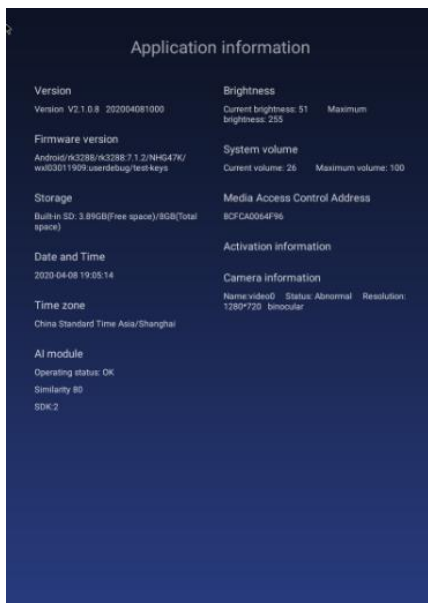 Application information
Version
Version V2.1.0.8 202004081000
Firmware version
Android/rk3288/rk3288:7.1.2/NHG47K/
wxl03011909:userdebug/test-keys
Storage
Built-in SD: 3.89GB(Free space)/8GB(Total
space)
Date and Time
2020-04-08 19:05:14
Time zone
China Standard Time Asia/Shanghai
AI module
Operating status: OK
Similarity 80
SDK:2
Brightness
Current brightness: 51 Maximum
brightness: 255
System volume
Current volume: 26 Maximum volume: 100
Media Access Control Address
8CFCA0064F96
Activation information
Camera information
Name:video0 Status: Abnormal Resolution:
1280*720 binocular